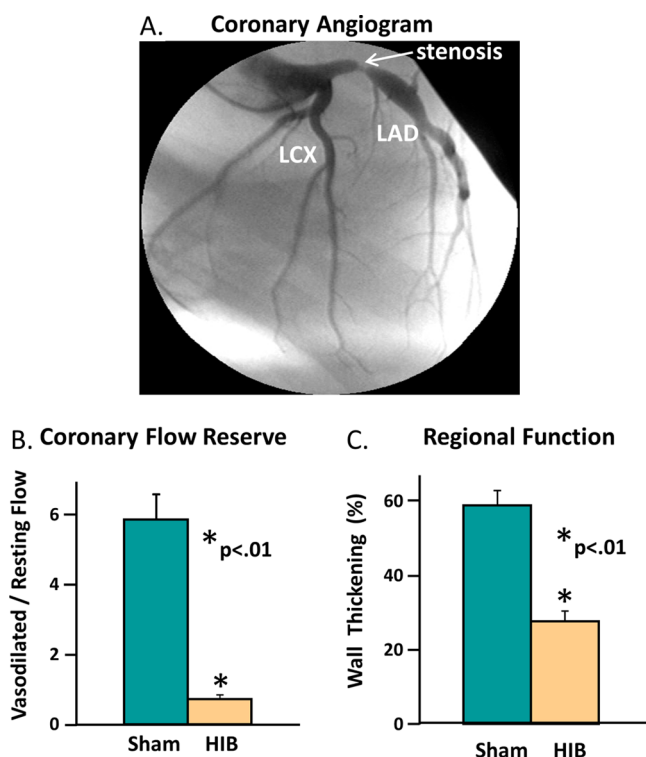 A. Coronary Angiogram
stenosis
LAD
LCX
B. Coronary Flow Reserve
Vasodilated / Resting Flow
6
4
2
0
* p<.01
*
Sham HIB
C. Regional Function
Wall Thickening (%)
60
40
20
0
* p<.01
*
Sham HIB